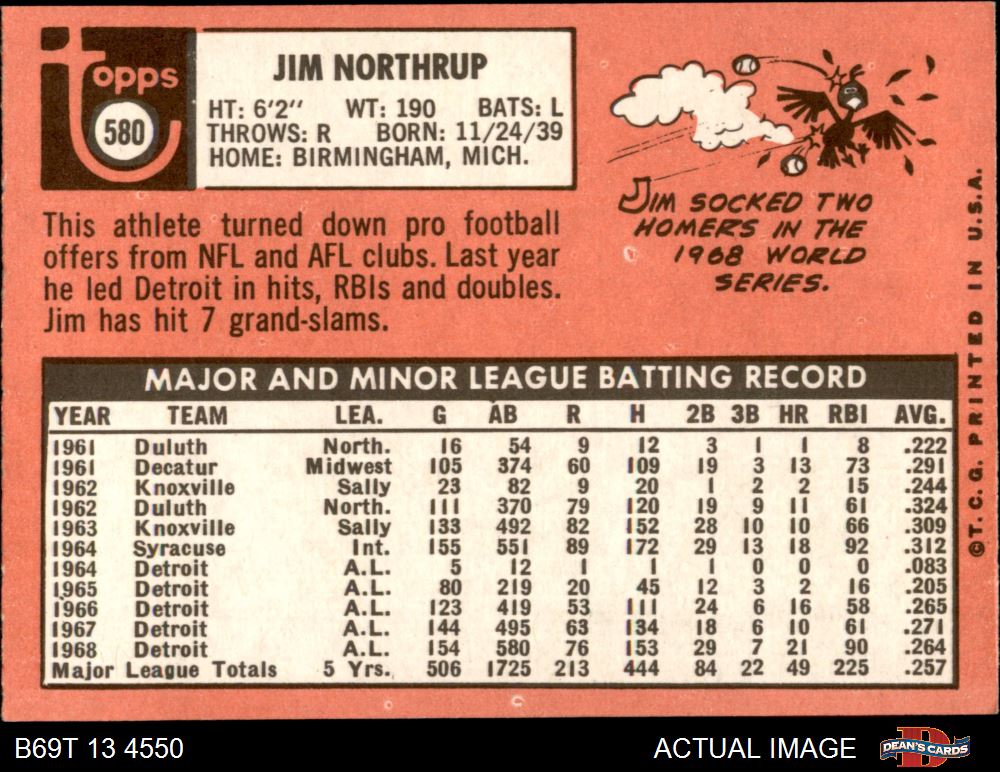 topps
580
JIM NORTHRUP
HT: 6'2" WT: 190 BATS: L
THROWS: R BORN: 11/24/39
HOME: BIRMINGHAM, MICH.
This athlete turned down pro football
offers from NFL and AFL clubs. Last year
he led Detroit in hits, RBIs and doubles.
Jim has hit 7 grand-slams.
JIM SOCKED TWO
HOMERS IN THE
1968 WORLD
SERIES.
©T. C. G. PRINTED IN U.S.A.
MAJOR AND MINOR LEAGUE BATTING RECORD
YEAR TEAM LEA. G AB R H 2B 3B HR RBI AVG.
1961 Duluth North. 16 54 9 12 3 1 1 8 .222
1961 Decatur Midwest 105 374 60 109 19 3 13 73 .291
1962 Knoxville Sally 23 82 9 20 1 2 2 15 .244
1962 Duluth North. 111 370 79 120 19 9 11 61 .324
1963 Knoxville Sally 133 492 82 152 28 10 10 66 .309
1964 Syracuse Int. 155 551 89 172 29 13 18 92 .312
1964 Detroit A.L. 5 12 1 1 1 0 0 0 .083
1965 Detroit A.L. 80 219 20 45 12 3 2 16 .205
1966 Detroit A.L. 123 419 53 111 24 6 16 58 .265
1967 Detroit A.L. 144 495 63 134 18 6 10 61 .271
1968 Detroit A.L. 154 580 76 153 29 7 21 90 .264
Major League Totals 5 Yrs. 506 1725 213 444 84 22 49 225 .257
B69T 13 4550
ACTUAL IMAGE
DEAN'S CARDS